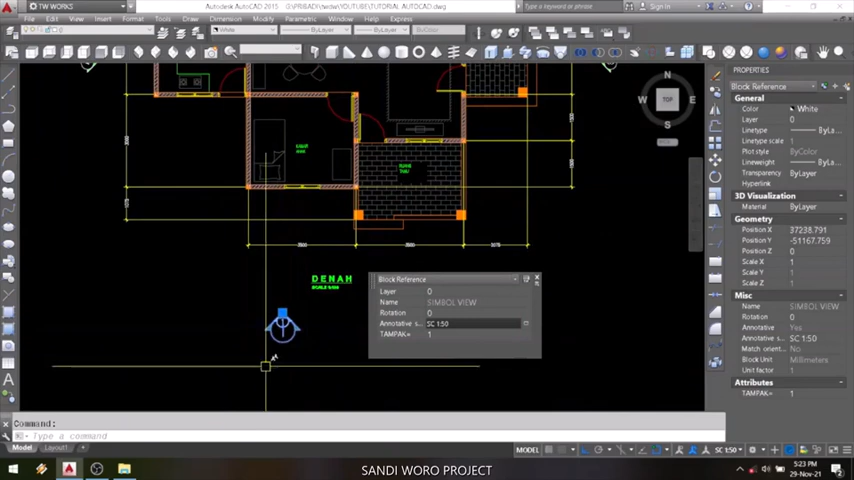 TW WORKS
Autodesk AutoCAD 2015 G:\PRIBADI\twdw\YOUTUBE\TUTORIAL AUTOCAD.dwg
Type a keyword or phrase
Sign In
File Edit View Insert Format Tools Draw Dimension Modify Parametric Window Help Express
White
ByLayer
ByLayer
ByColor
N
W TOP E
S
DENAH
Block Reference
Layer 0
Name SIMBOL VIEW
Rotation 0
Annotative s... SC 1:50
TAMPAK= 1
PROPERTIES
Block Reference
General
Color White
Layer 0
Linetype ByLa...
Linetype scale 1
Plot style ByColor
Lineweight ByLa...
Transparency ByLayer
Hyperlink
3D Visualization
Material ByLayer
Geometry
Position X 37238.791
Position Y -51167.759
Position Z 0
Scale X 1
Scale Y 1
Scale Z 1
Misc
Name SIMBOL VIEW
Rotation 0
Annotative Yes
Annotative s... SC 1:50
Match orient... No
Block Unit Millimeters
Unit factor 1
Attributes
TAMPAK= 1
Command:
Type a command
Model Layout1 +
MODEL
SC 1:50
SANDI WORO PROJECT
5:23 PM
29-Nov-21